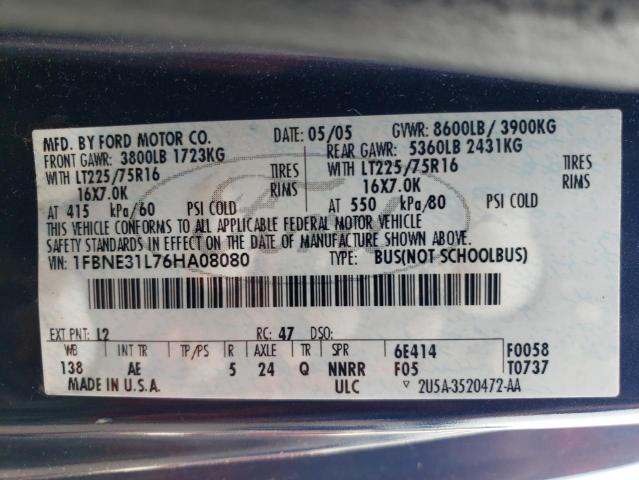 MFD. BY FORD MOTOR CO. DATE: 05/05 GVWR: 8600LB/ 3900KG
FRONT GAWR: 3800LB 1723KG REAR GAWR: 5360LB 2431KG
WITH LT225/75R16 TIRES WITH LT225/75R16 TIRES
16X7.0K RIMS 16X7.0K RIMS
AT 415 kPa/60 PSI COLD AT 550 kPa/80 PSI COLD
THIS VEHICLE CONFORMS TO ALL APPLICABLE FEDERAL MOTOR VEHICLE
SAFETY STANDARDS IN EFFECT ON THE DATE OF MANUFACTURE SHOWN ABOVE.
VIN: 1FBNE31L76HA08080 TYPE: BUS(NOT SCHOOLBUS)
EXT PNT: L2 RC: 47 DSO:
WB INT TR TP/PS R AXLE TR SPR 6E414 F0058
138 AE 5 24 Q NNRR F05 T0737
MADE IN U.S.A. ULC ▽ 2U5A-3520472-AA
Ford